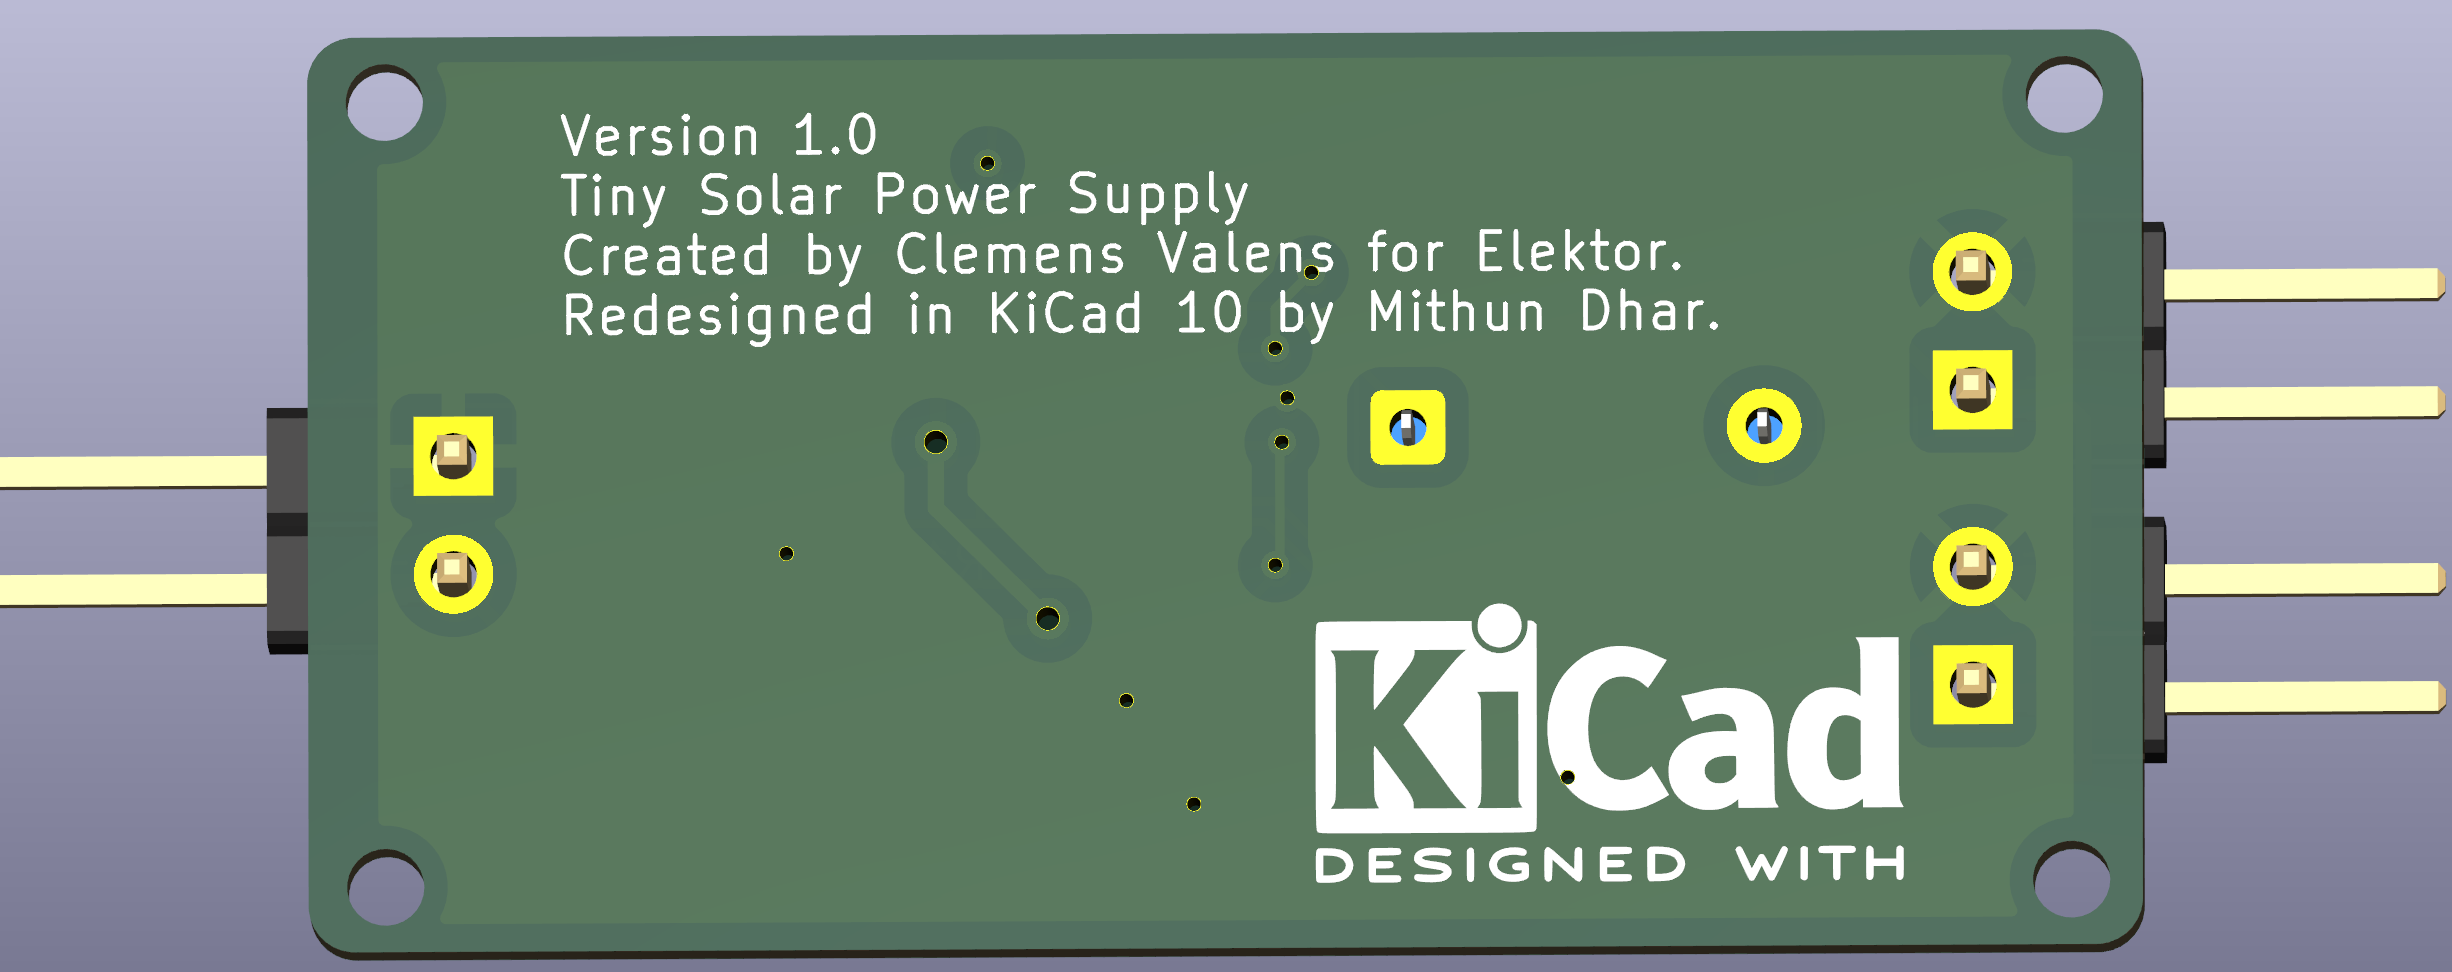 Version 1.0
Tiny Solar Power Supply
Created by Clemens Valens for Elektor.
Redesigned in KiCad 10 by Mithun Dhar.
KiCad
DESIGNED WITH